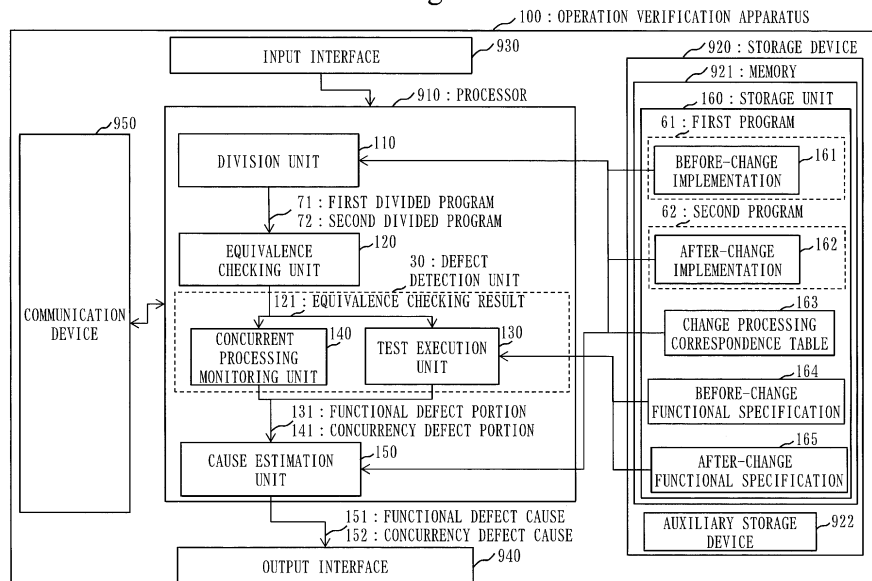 100 : OPERATION VERIFICATION APPARATUS
INPUT INTERFACE
930
920 : STORAGE DEVICE
921 : MEMORY
910 : PROCESSOR
160 : STORAGE UNIT
950
61 : FIRST PROGRAM
110
DIVISION UNIT
BEFORE-CHANGE
IMPLEMENTATION
161
71 : FIRST DIVIDED PROGRAM
72 : SECOND DIVIDED PROGRAM
62 : SECOND PROGRAM
120
EQUIVALENCE
CHECKING UNIT
AFTER-CHANGE
IMPLEMENTATION
162
30 : DEFECT
DETECTION UNIT
121 : EQUIVALENCE CHECKING RESULT
COMMUNICATION
DEVICE
163
CHANGE PROCESSING
CORRESPONDENCE TABLE
140
CONCURRENT
PROCESSING
MONITORING UNIT
130
TEST EXECUTION
UNIT
164
BEFORE-CHANGE
FUNCTIONAL SPECIFICATION
131 : FUNCTIONAL DEFECT PORTION
141 : CONCURRENCY DEFECT PORTION
165
AFTER-CHANGE
FUNCTIONAL SPECIFICATION
150
CAUSE ESTIMATION
UNIT
151 : FUNCTIONAL DEFECT CAUSE
152 : CONCURRENCY DEFECT CAUSE
AUXILIARY STORAGE
DEVICE
922
OUTPUT INTERFACE
940